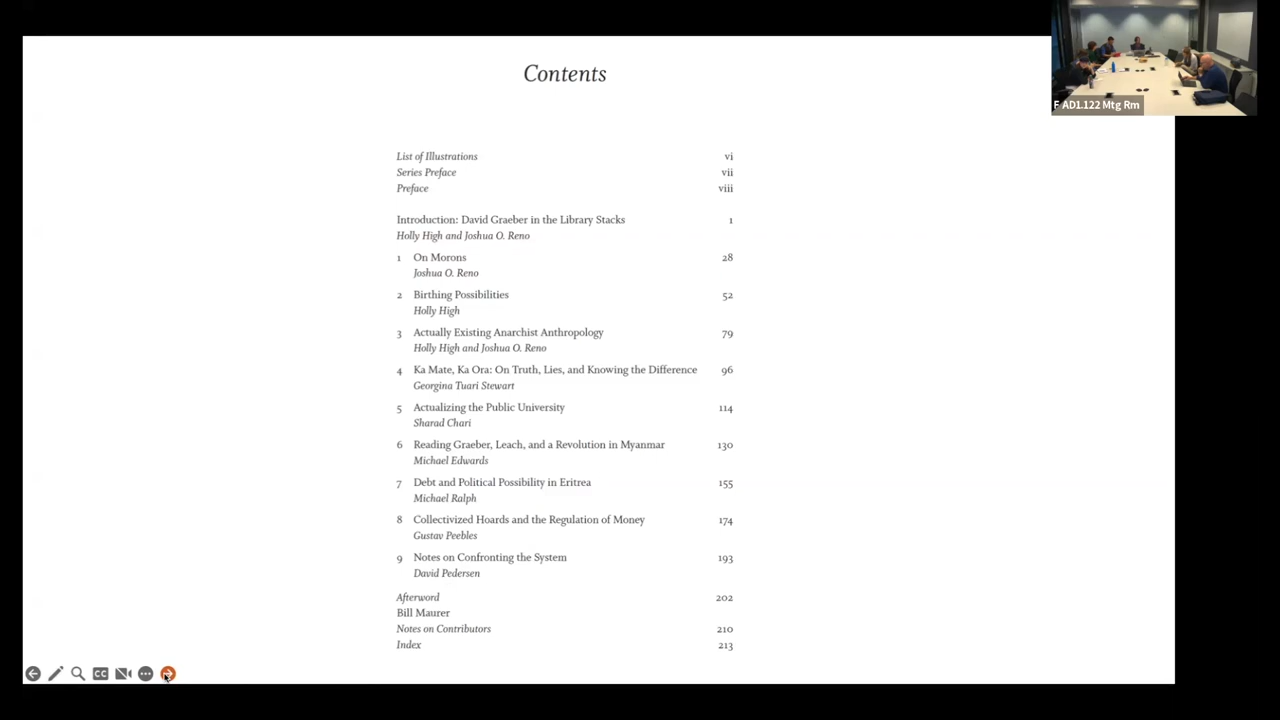 Contents
List of Illustrations vi
Series Preface vii
Preface viii
Introduction: David Graeber in the Library Stacks 1
Holly High and Joshua O. Reno
1 On Morons 28
Joshua O. Reno
2 Birthing Possibilities 52
Holly High
3 Actually Existing Anarchist Anthropology 79
Holly High and Joshua O. Reno
4 Ka Mate, Ka Ora: On Truth, Lies, and Knowing the Difference 96
Georgina Tuari Stewart
5 Actualizing the Public University 114
Sharad Chari
6 Reading Graeber, Leach, and a Revolution in Myanmar 130
Michael Edwards
7 Debt and Political Possibility in Eritrea 155
Michael Ralph
8 Collectivized Hoards and the Regulation of Money 174
Gustav Peebles
9 Notes on Confronting the System 193
David Pedersen
Afterword 202
Bill Maurer
Notes on Contributors 210
Index 213
F AD1.122 Mtg Rm
CC